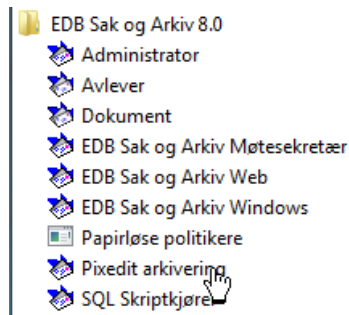 EDB Sak og Arkiv 8.0
Administrator
Avlever
Dokument
EDB Sak og Arkiv Møtesekretær
EDB Sak og Arkiv Web
EDB Sak og Arkiv Windows
Papirløse politikere
Pixedit arkivering
SQL Skriptkjører